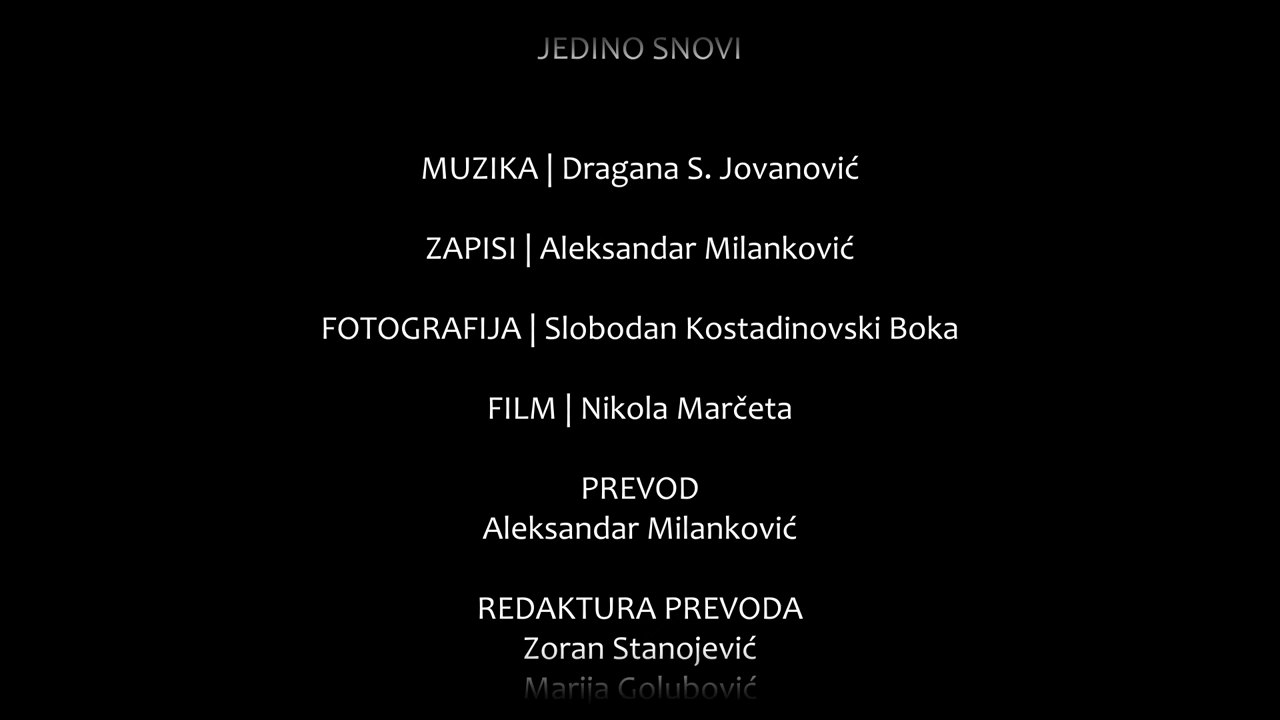 JEDINO SNOVI
MUZIKA | Dragana S. Jovanović
ZAPISI | Aleksandar Milanković
FOTOGRAFIJA | Slobodan Kostadinovski Boka
FILM | Nikola Marčeta
PREVOD
Aleksandar Milanković
REDAKTURA PREVODA
Zoran Stanojević
Marija Golubović